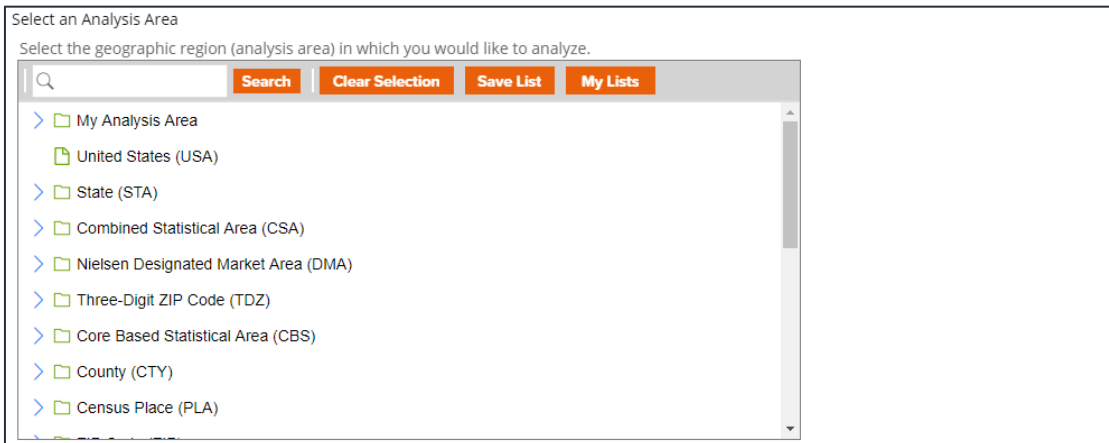 Select an Analysis Area
Select the geographic region (analysis area) in which you would like to analyze.
Search Clear Selection Save List My Lists
My Analysis Area
United States (USA)
State (STA)
Combined Statistical Area (CSA)
Nielsen Designated Market Area (DMA)
Three-Digit ZIP Code (TDZ)
Core Based Statistical Area (CBS)
County (CTY)
Census Place (PLA)